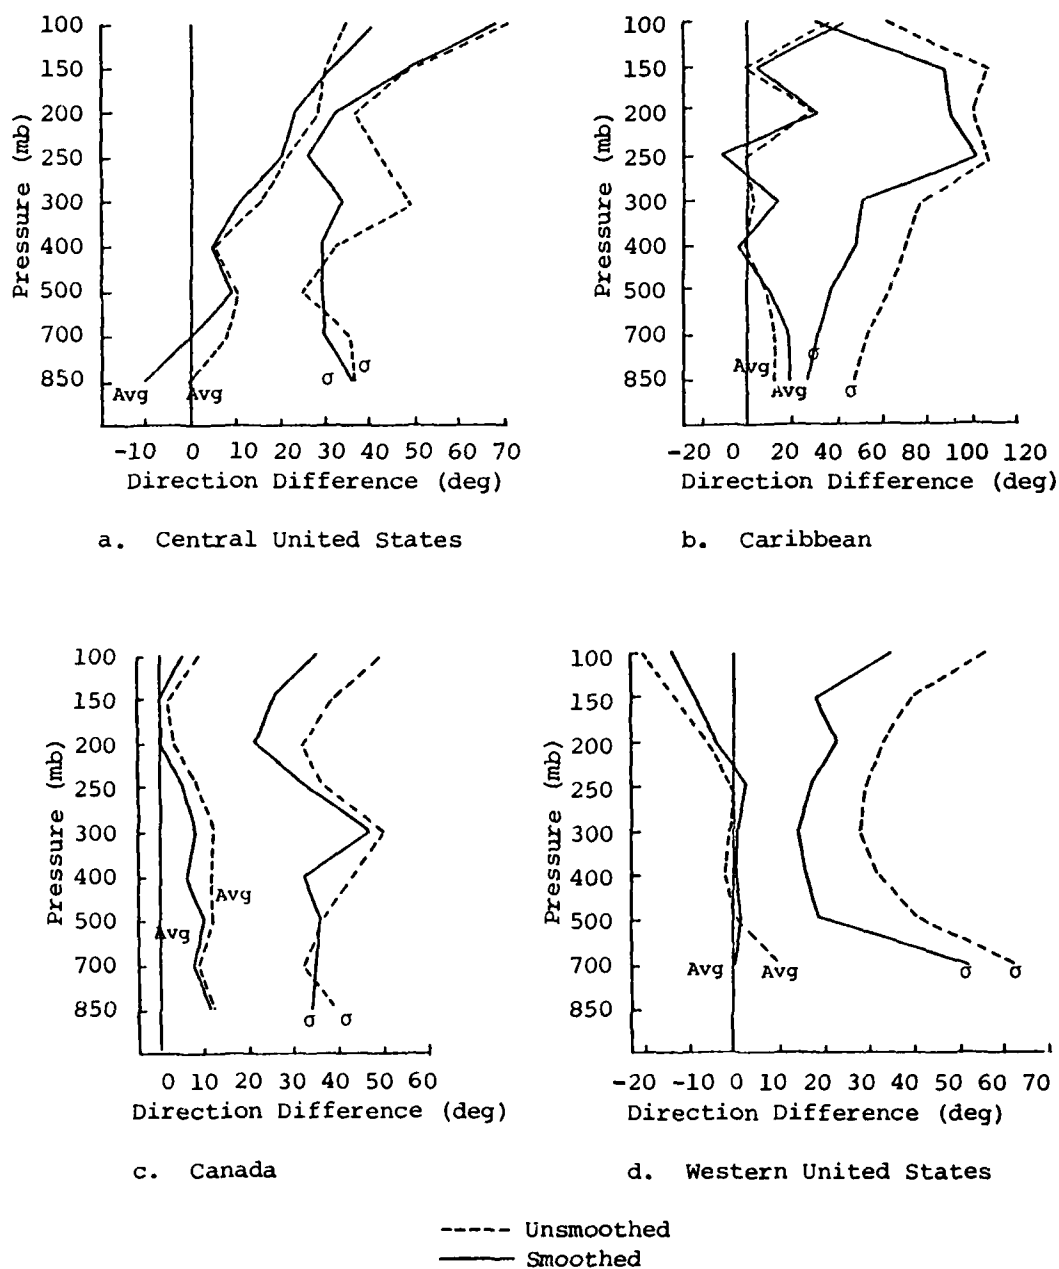 100
150
200
250
300
400
500
700
850
Pressure (mb)
Avg
Avg
σ
σ
-10 0 10 20 30 40 50 60 70
Direction Difference (deg)
a. Central United States
100
150
200
250
300
400
500
700
850
Pressure (mb)
Avg
Avg
σ
σ
-20 0 20 40 60 80 100 120
Direction Difference (deg)
b. Caribbean
100
150
200
250
300
400
500
700
850
Pressure (mb)
Avg
Avg
σ
σ
0 10 20 30 40 50 60
Direction Difference (deg)
c. Canada
100
150
200
250
300
400
500
700
850
Pressure (mb)
Avg
Avg
σ
σ
-20 -10 0 10 20 30 40 50 60 70
Direction Difference (deg)
d. Western United States
Unsmoothed
Smoothed